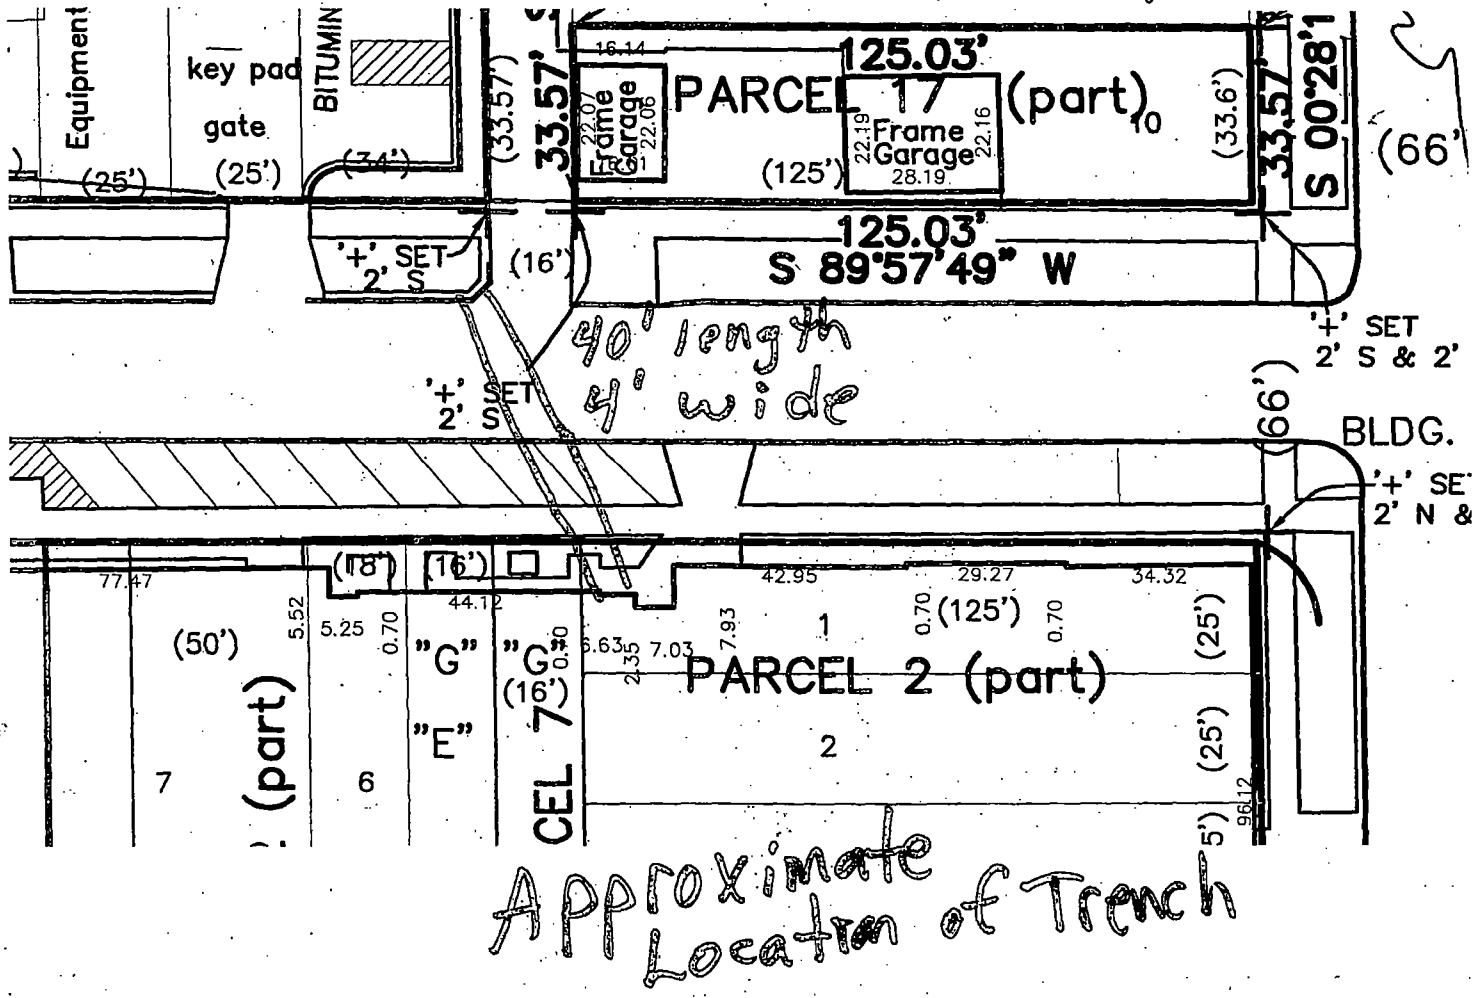 Equipment
key pad
gate
BITUMIN
(25')
(25')
(34')
(33.57')
33.57'
16.14
125.03'
PARCEL 17 (part)
10
22.07
Frame
Garage
22.06
22.19
Frame
Garage
22.16
28.19
(125')
(33.6')
33.57'
S 00°28'1
(66'
'+' SET
2' S
(16')
125.03'
S 89°57'49" W
40' length
4' wide
'+' SET
2' S
'+' SET
2' S & 2'
(66')
BLDG.
'+' SET
2' N &
77.47
(18')
(16')
44.12
42.95
29.27
34.32
5.52
5.25
0.70
(50')
"G"
"G"
(16')
"E"
6.63
2.35
7.03
7.93
1
0.70
(125')
0.70
(25')
PARCEL 2 (part)
(part)
7
6
CEL 7
2
(25')
96.12
5')
Approximate
Location of Trench